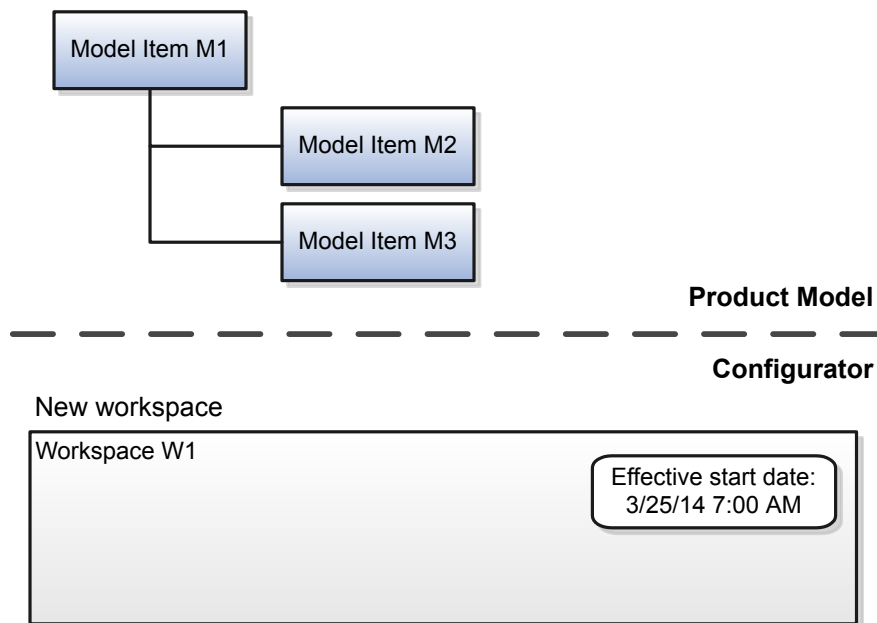 Model Item M1
Model Item M2
Model Item M3
Product Model
Configurator
New workspace
Workspace W1
Effective start date:
3/25/14 7:00 AM